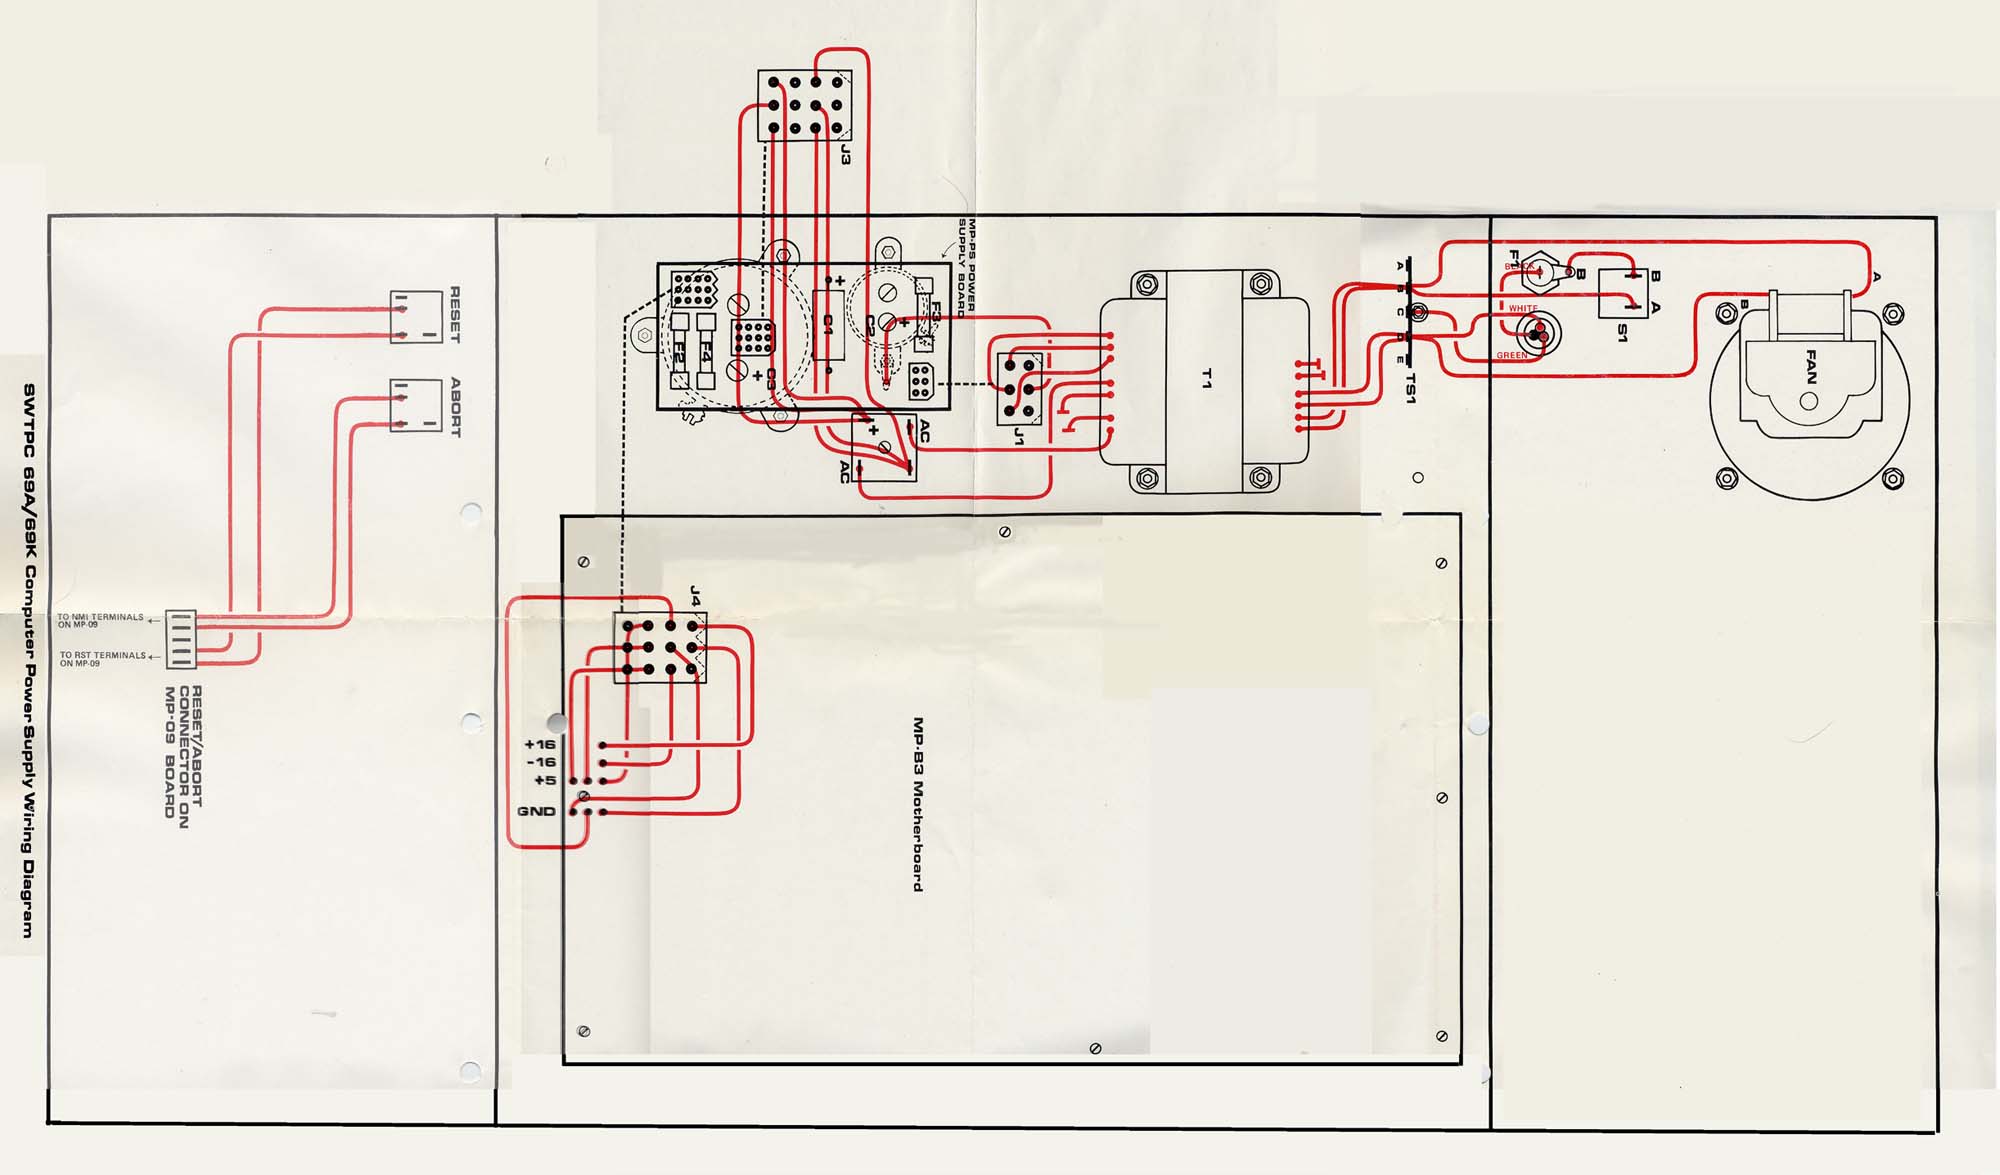 SWTPC 69A/69K Computer Power Supply Wiring Diagram
RESET
ABORT
TO NMI TERMINALS
ON MP-09
TO RST TERMINALS
ON MP-09
RESET/ABORT
CONNECTOR ON
MP-09 BOARD
J3
MP-PS POWER
SUPPLY BOARD
F2
F4
C3
+
C1
+
C2
+
F3
+
AC
AC
J1
T1
A
B
C
D
E
TS1
F1
BLACK
B
WHITE
GREEN
B
A
S1
A
B
FAN
J4
+16
-16
+5
GND
MP-B3 Motherboard